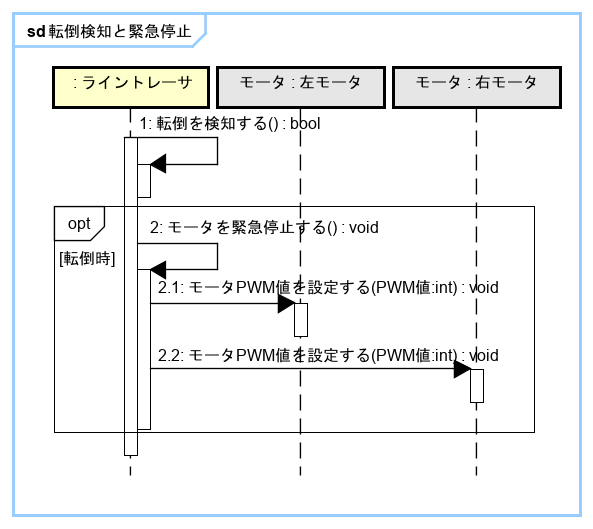 sd 転倒検知と緊急停止
: ライントレーサ
モータ : 左モータ
モータ : 右モータ
1: 転倒を検知する() : bool
opt
2: モータを緊急停止する() : void
[転倒時]
2.1: モータPWM値を設定する(PWM値:int) : void
2.2: モータPWM値を設定する(PWM値:int) : void